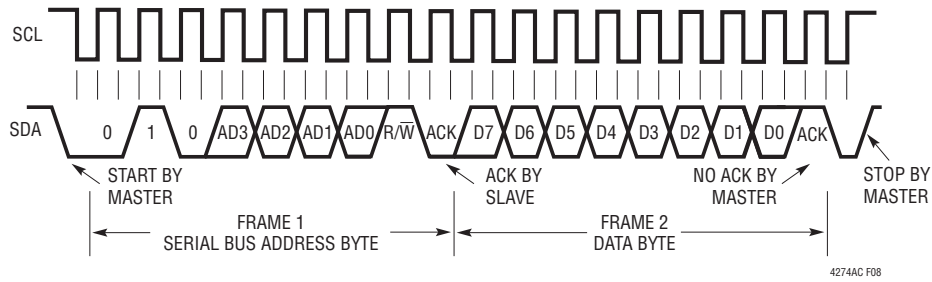 SCL
SDA 0 1 0 AD3 AD2 AD1 AD0 R/W̅ ACK D7 D6 D5 D4 D3 D2 D1 D0 ACK
START BY
MASTER
ACK BY
SLAVE
NO ACK BY
MASTER
STOP BY
MASTER
FRAME 1
SERIAL BUS ADDRESS BYTE
FRAME 2
DATA BYTE
4274AC F08